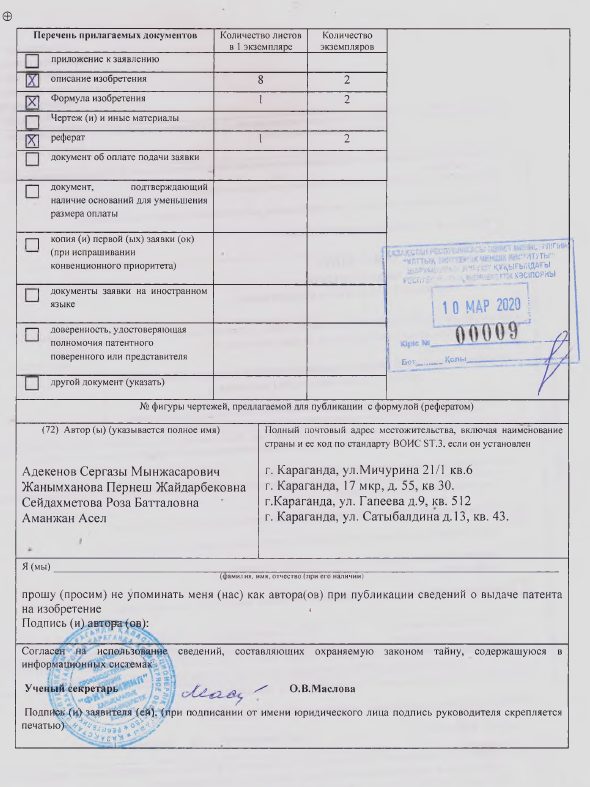 Перечень прилагаемых документов
Количество листов
в 1 экземпляре
Количество
экземпляров
приложение к заявлению
описание изобретения 8 2
Формула изобретения 1 2
Чертеж (и) и иные материалы
реферат 1 2
документ об оплате подачи заявки
документ, подтверждающий
наличие оснований для уменьшения
размера оплаты
копия (и) первой (ых) заявки (ок)
(при испрашивании
конвенционного приоритета)
документы заявки на иностранном
языке
доверенность, удостоверяющая
полномочия патентного
поверенного или представителя
другой документ (указать)
10 МАР 2020
Кіріс № 00009
Бет Қолы
№ фигуры чертежей, предлагаемой для публикации с формулой (рефератом)
(72) Автор (ы) (указывается полное имя)
Полный почтовый адрес местожительства, включая наименование
страны и ее код по стандарту ВОИС ST.3, если он установлен
Адекенов Сергазы Мынжасарович
Жанымханова Пернеш Жайдарбековна
Сейдахметова Роза Батталовна
Аманжан Асел
г. Караганда, ул.Мичурина 21/1 кв.6
г. Караганда, 17 мкр, д. 55, кв 30.
г.Караганда, ул. Гапеева д.9, кв. 512
г. Караганда, ул. Сатыбалдина д.13, кв. 43.
Я (мы)
(фамилия, имя, отчество (при его наличии)
прошу (просим) не упоминать меня (нас) как автора(ов) при публикации сведений о выдаче патента
на изобретение
Подпись (и) автора (ов):
Согласен на использование сведений, составляющих охраняемую законом тайну, содержащуюся в
информационных системах
Ученый секретарь О.В.Маслова
Подпись (и) заявителя (ей), (при подписании от имени юридического лица подпись руководителя скрепляется
печатью)